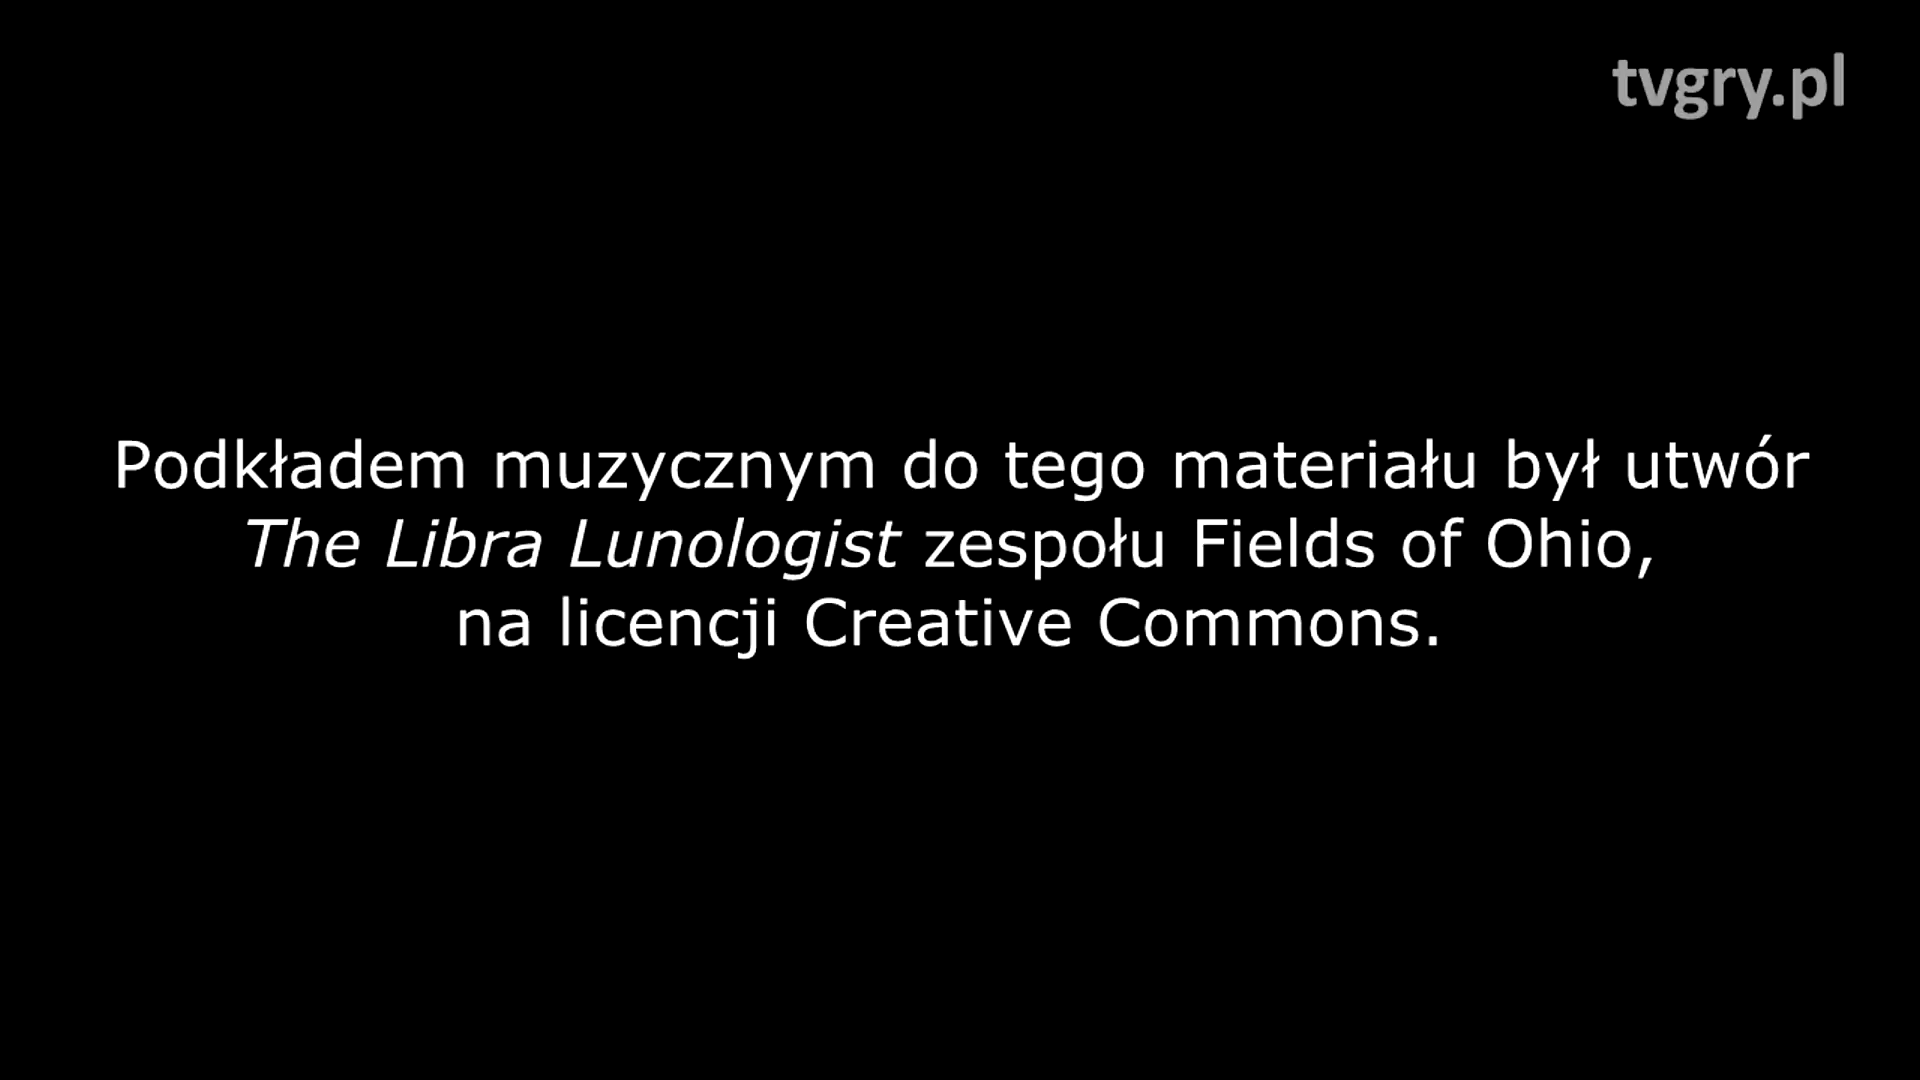 tvgry.pl
Podkładem muzycznym do tego materiału był utwór
The Libra Lunologist zespołu Fields of Ohio,
na licencji Creative Commons.